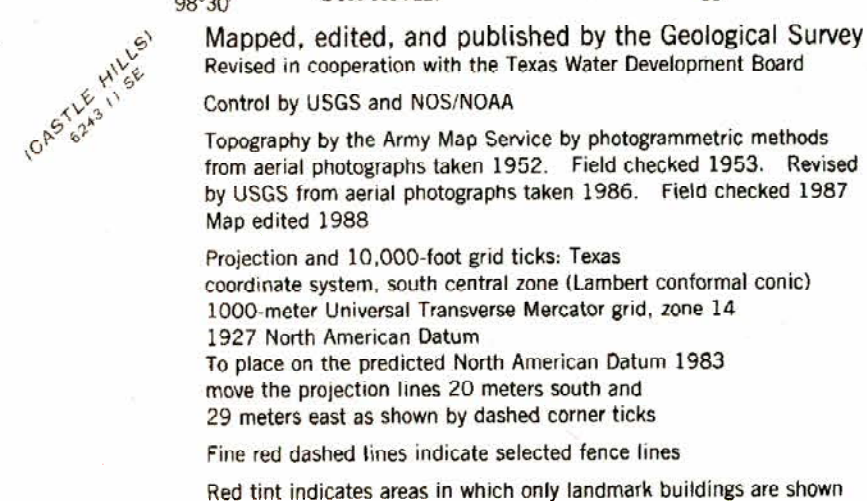 98°30'
(CASTLE HILLS)
6243 II SE
Mapped, edited, and published by the Geological Survey
Revised in cooperation with the Texas Water Development Board
Control by USGS and NOS/NOAA
Topography by the Army Map Service by photogrammetric methods
from aerial photographs taken 1952. Field checked 1953. Revised
by USGS from aerial photographs taken 1986. Field checked 1987
Map edited 1988
Projection and 10,000-foot grid ticks: Texas
coordinate system, south central zone (Lambert conformal conic)
1000-meter Universal Transverse Mercator grid, zone 14
1927 North American Datum
To place on the predicted North American Datum 1983
move the projection lines 20 meters south and
29 meters east as shown by dashed corner ticks
Fine red dashed lines indicate selected fence lines
Red tint indicates areas in which only landmark buildings are shown